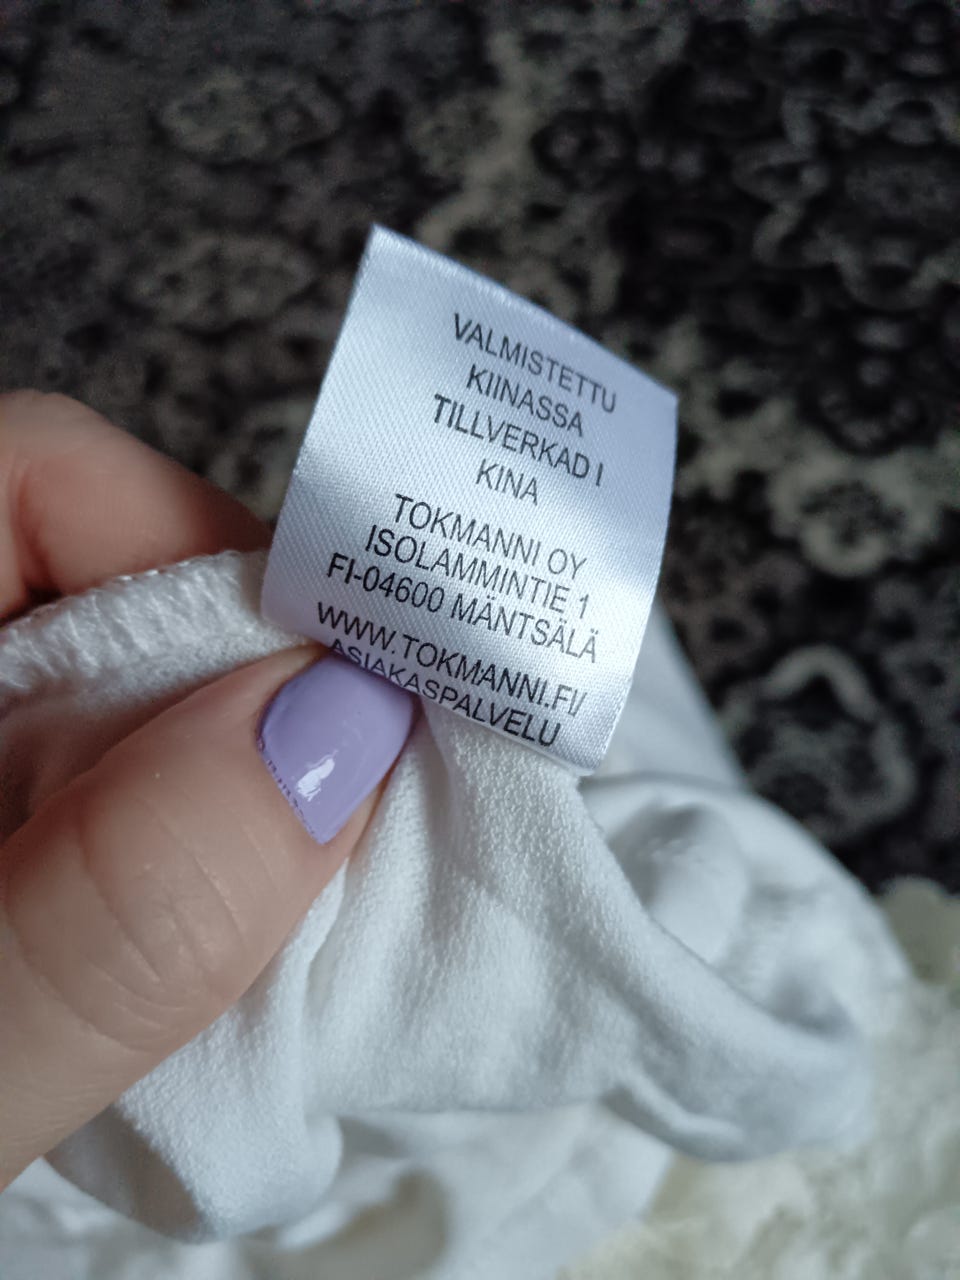 VALMISTETTU
KIINASSA
TILLVERKAD I
KINA
TOKMANNI OY
ISOLAMMINTIE 1
FI-04600 MÄNTSÄLÄ
WWW.TOKMANNI.FI/
ASIAKASPALVELU